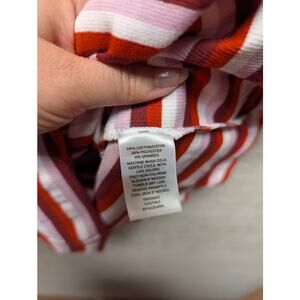 58% COTTON/COTTON
38% POLYESTER
4% SPANDEX
MACHINE WASH COLD,
GENTLE CYCLE, WITH
LIKE COLORS
ONLY NON-CHLORINE
BLEACH IF NEEDED
TUMBLE DRY LOW,
REMOVE PROMPTLY
COOL IRON IF NEEDED